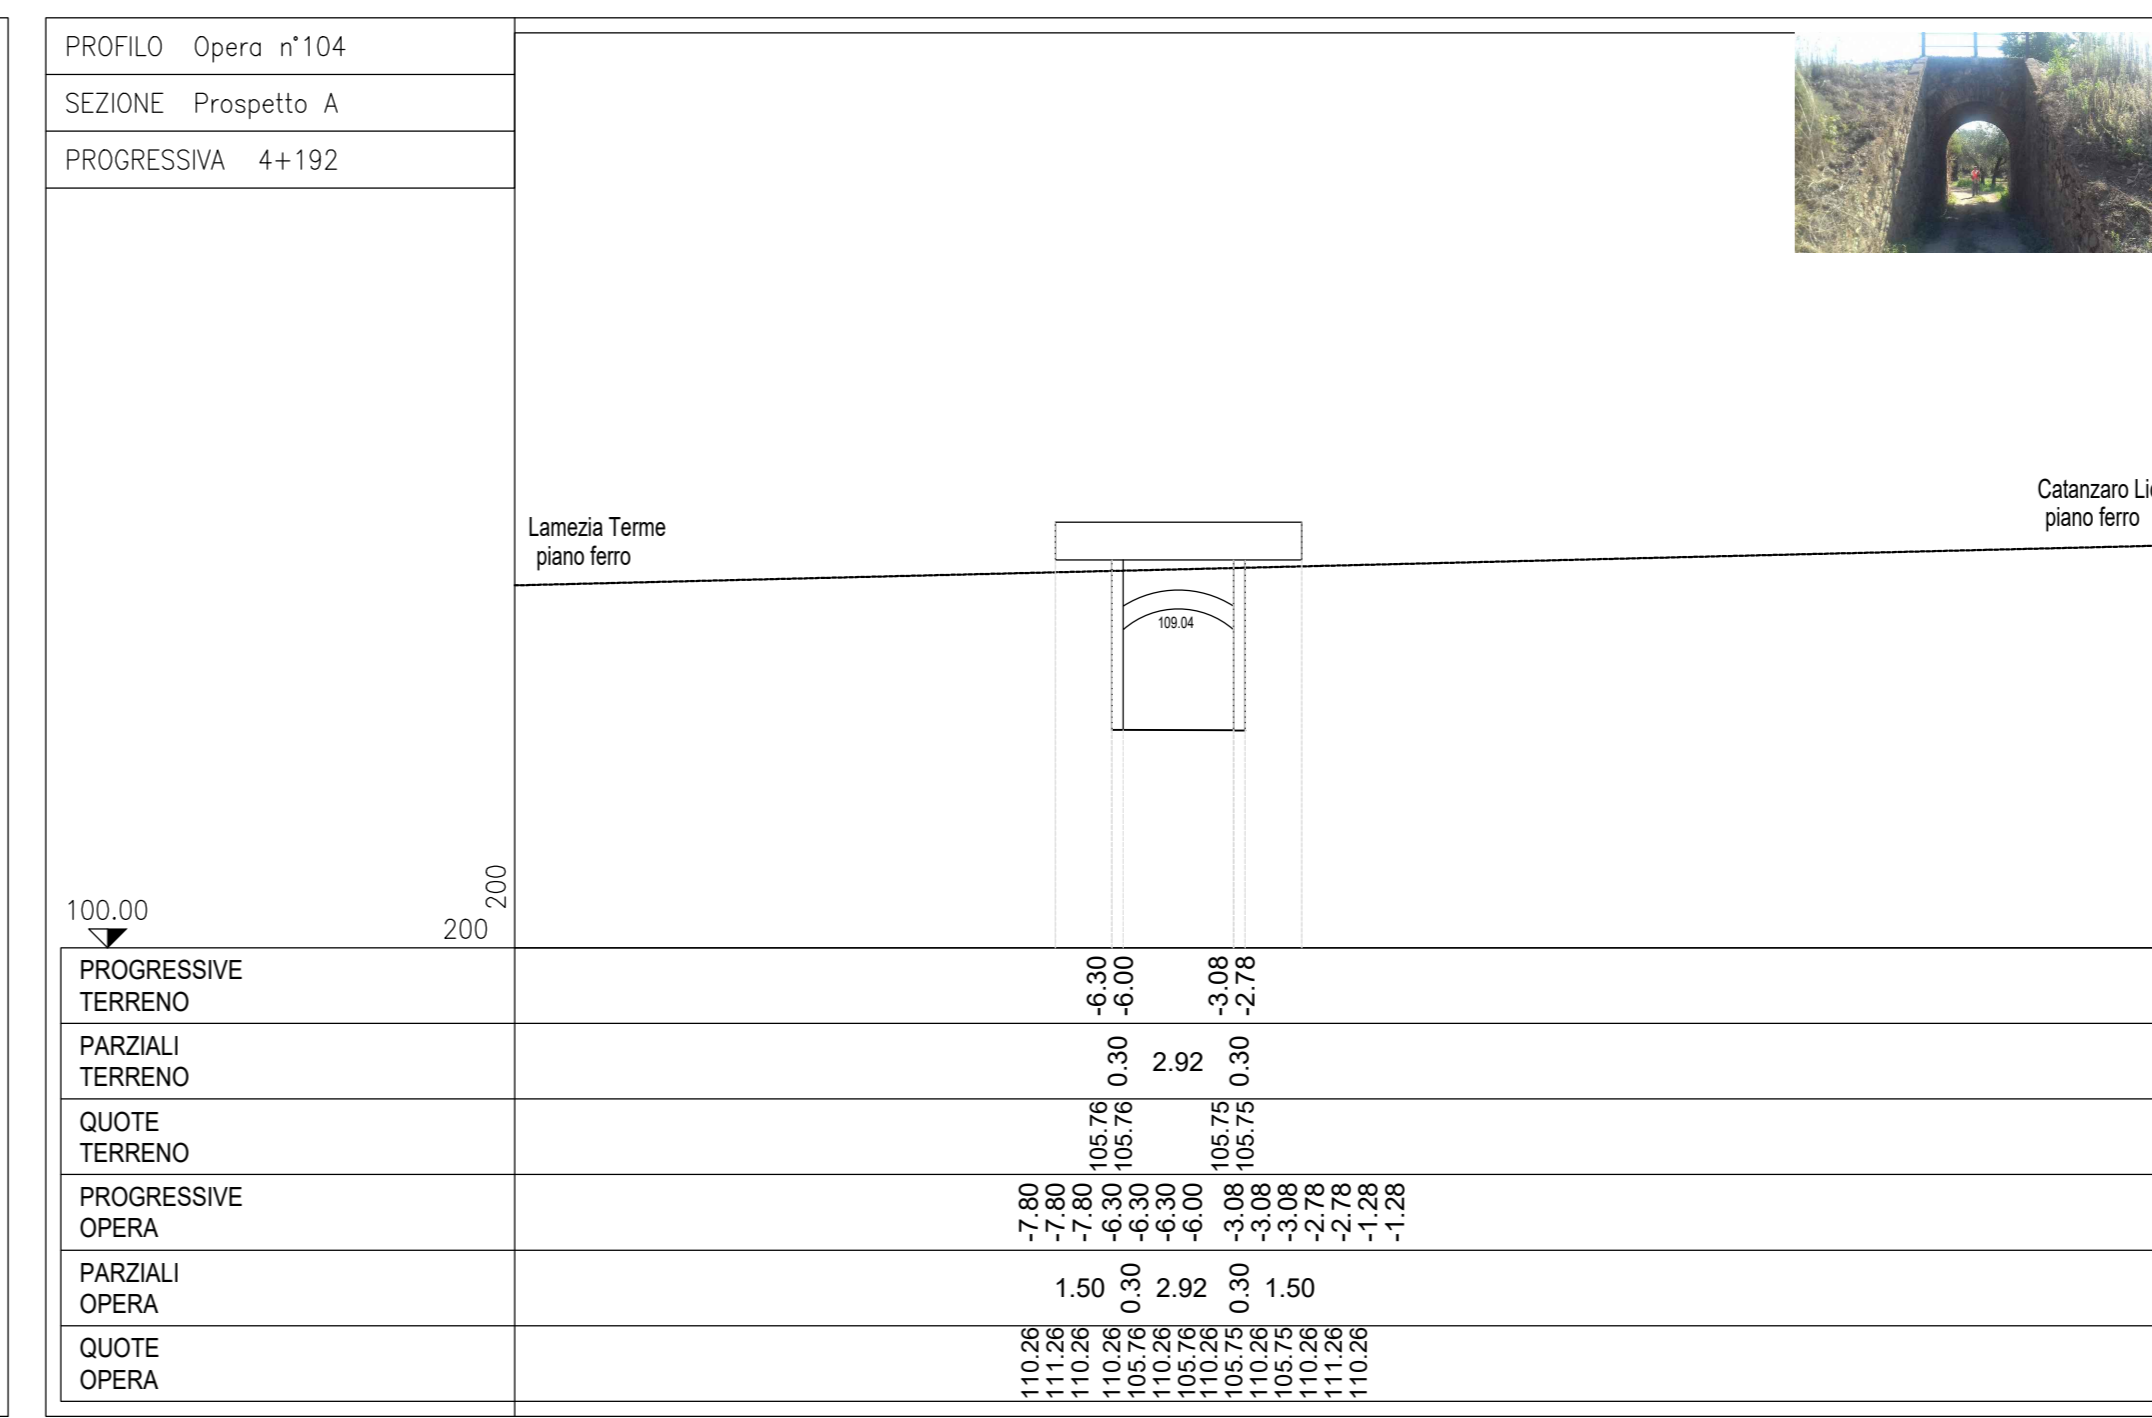 PROFILO Opera n°104
SEZIONE Prospetto A
PROGRESSIVA 4+192
Catanzaro
piano ferro
Lamezia Terme
piano ferro
109.04
200
100.00
200
PROGRESSIVE
TERRENO
-6.30 -6.00 -3.08 -2.78
PARZIALI
TERRENO
0.30 2.92 0.30
QUOTE
TERRENO
105.76 105.76 105.75 105.75
PROGRESSIVE
OPERA
-7.80 -7.80 -7.80 -6.30 -6.30 -6.30 -6.00 -3.08 -3.08 -3.08 -2.78 -2.78 -1.28 -1.28
PARZIALI
OPERA
1.50 0.30 2.92 0.30 1.50
QUOTE
OPERA
110.26 111.26 110.26 110.26 105.76 110.26 105.76 110.26 105.75 110.26 105.75 110.26 111.26 110.26